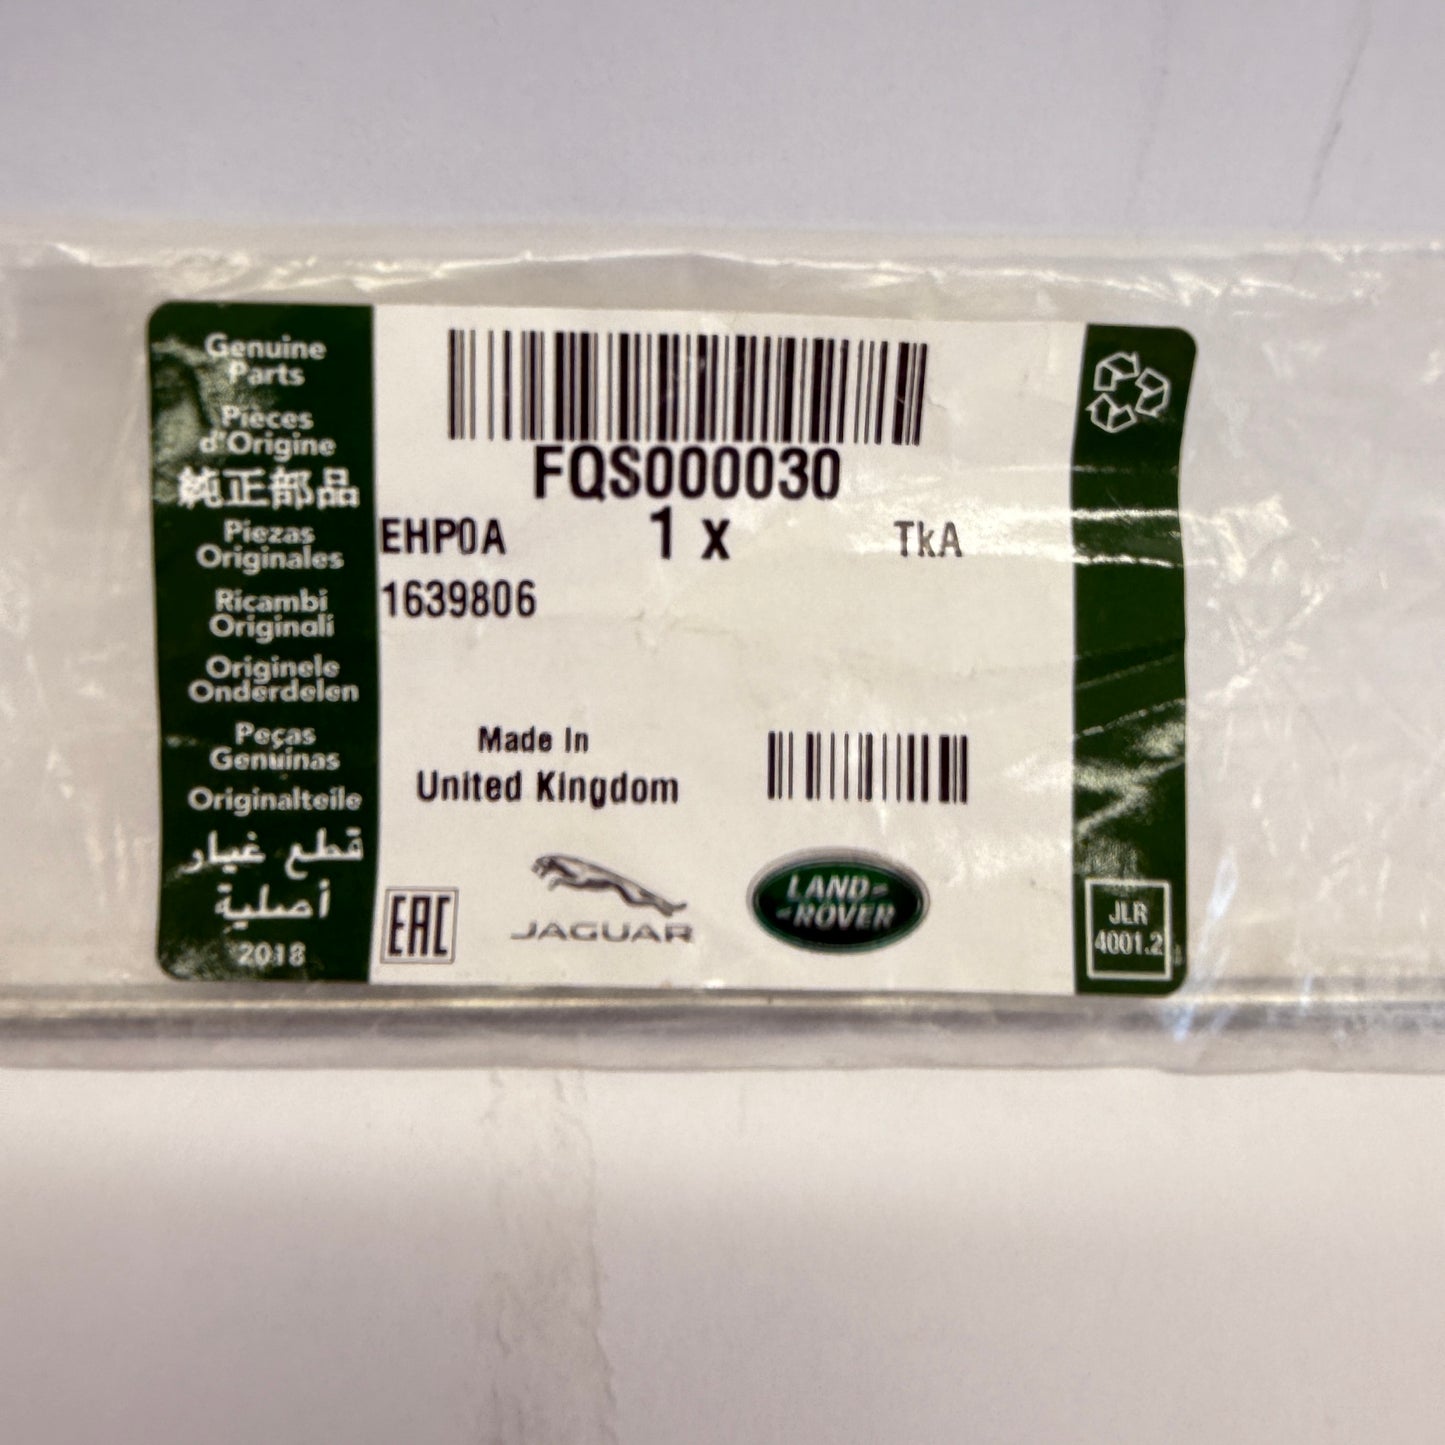 Genuine
Parts
Pièces
d'Origine
純正部品
Piezas
Originales
Ricambi
Originali
Originele
Onderdelen
Peças
Genuínas
Originalteile
قطع غيار
أصلية
2018
FQS000030
EHP0A 1 x TkA
1639806
Made In
United Kingdom
EAC
JAGUAR
LAND-
-ROVER
JLR
4001.2